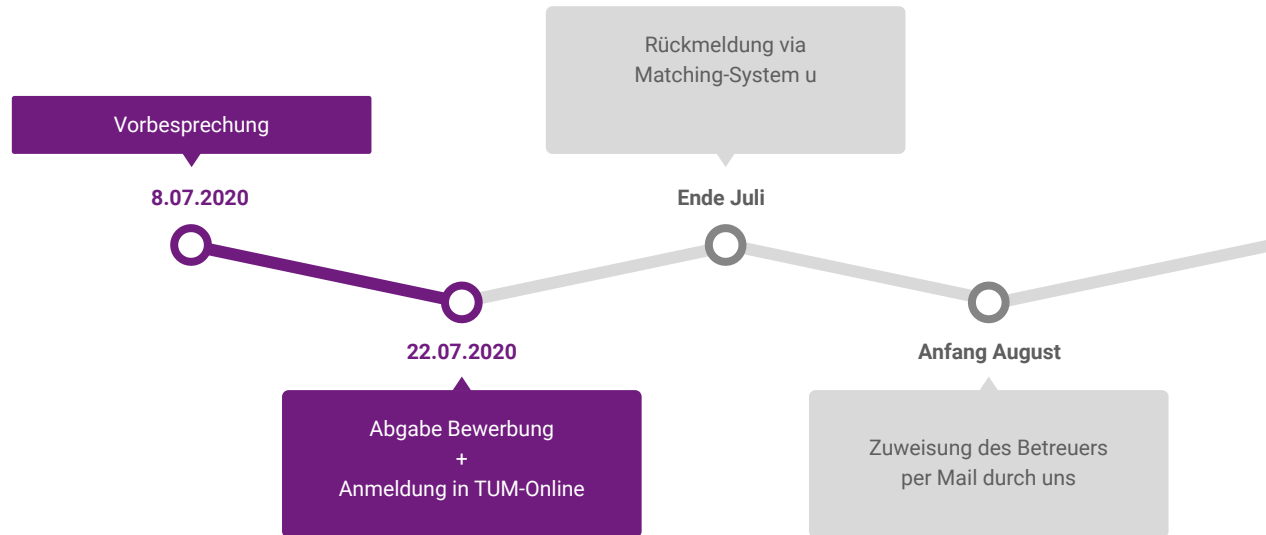 Vorbesprechung
8.07.2020
22.07.2020
Abgabe Bewerbung
+
Anmeldung in TUM-Online
Rückmeldung via
Matching-System u
Ende Juli
Anfang August
Zuweisung des Betreuers
per Mail durch uns